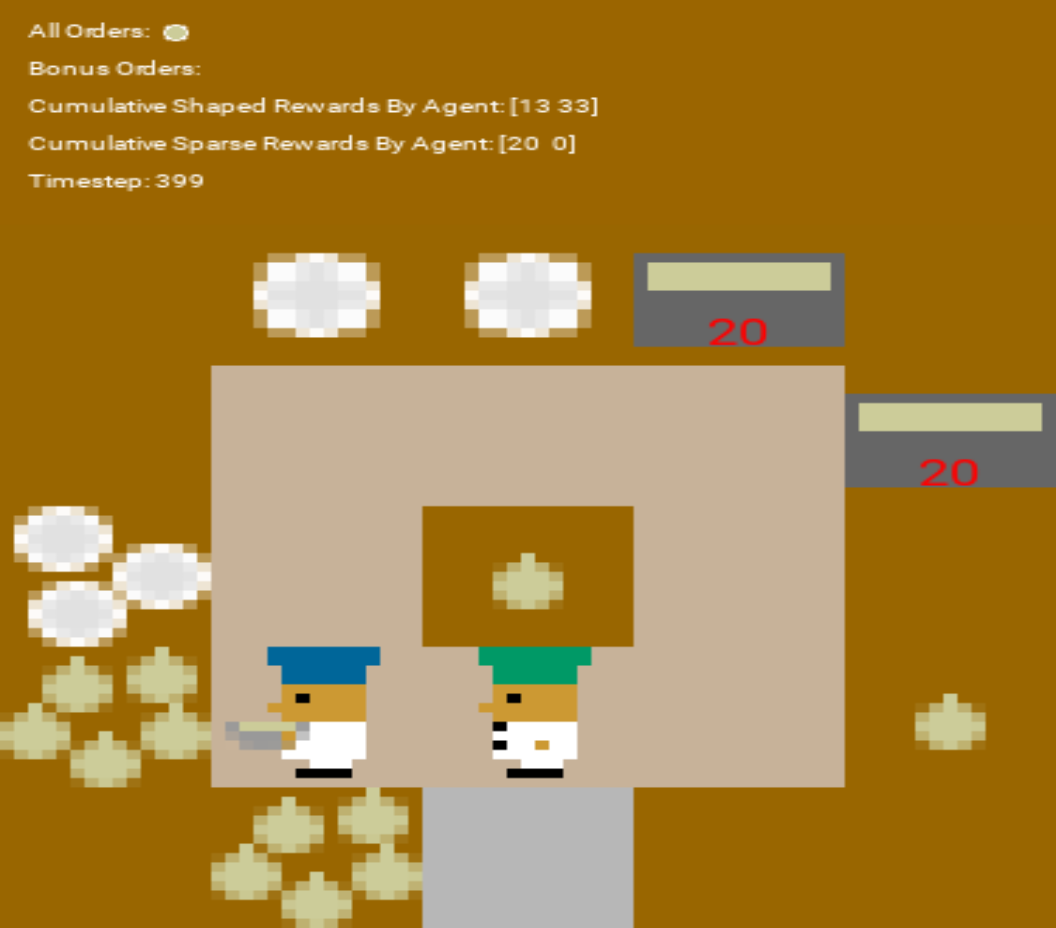 All Orders:
Bonus Orders:
Cumulative Shaped Rewards By Agent: [13 33]
Cumulative Sparse Rewards By Agent: [20  0]
Timestep: 399
20
20